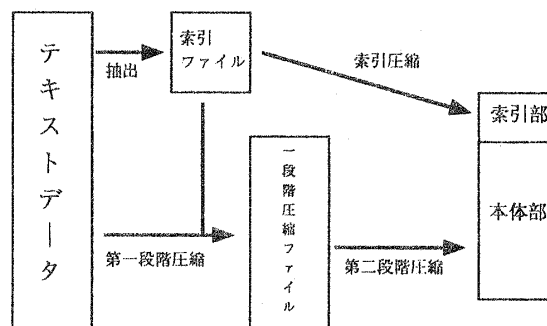 テキストデータ
抽出
索引
ファイル
索引圧縮
索引部
本体部
第一段階圧縮
一段階圧縮ファイル
第二段階圧縮